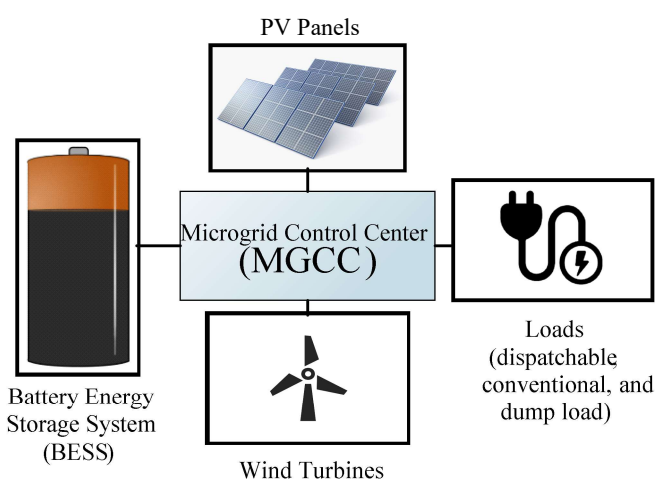 PV Panels
Microgrid Control Center
(MGCC)
Loads
(dispatchable,
conventional, and
dump load)
Battery Energy
Storage System
(BESS)
Wind Turbines